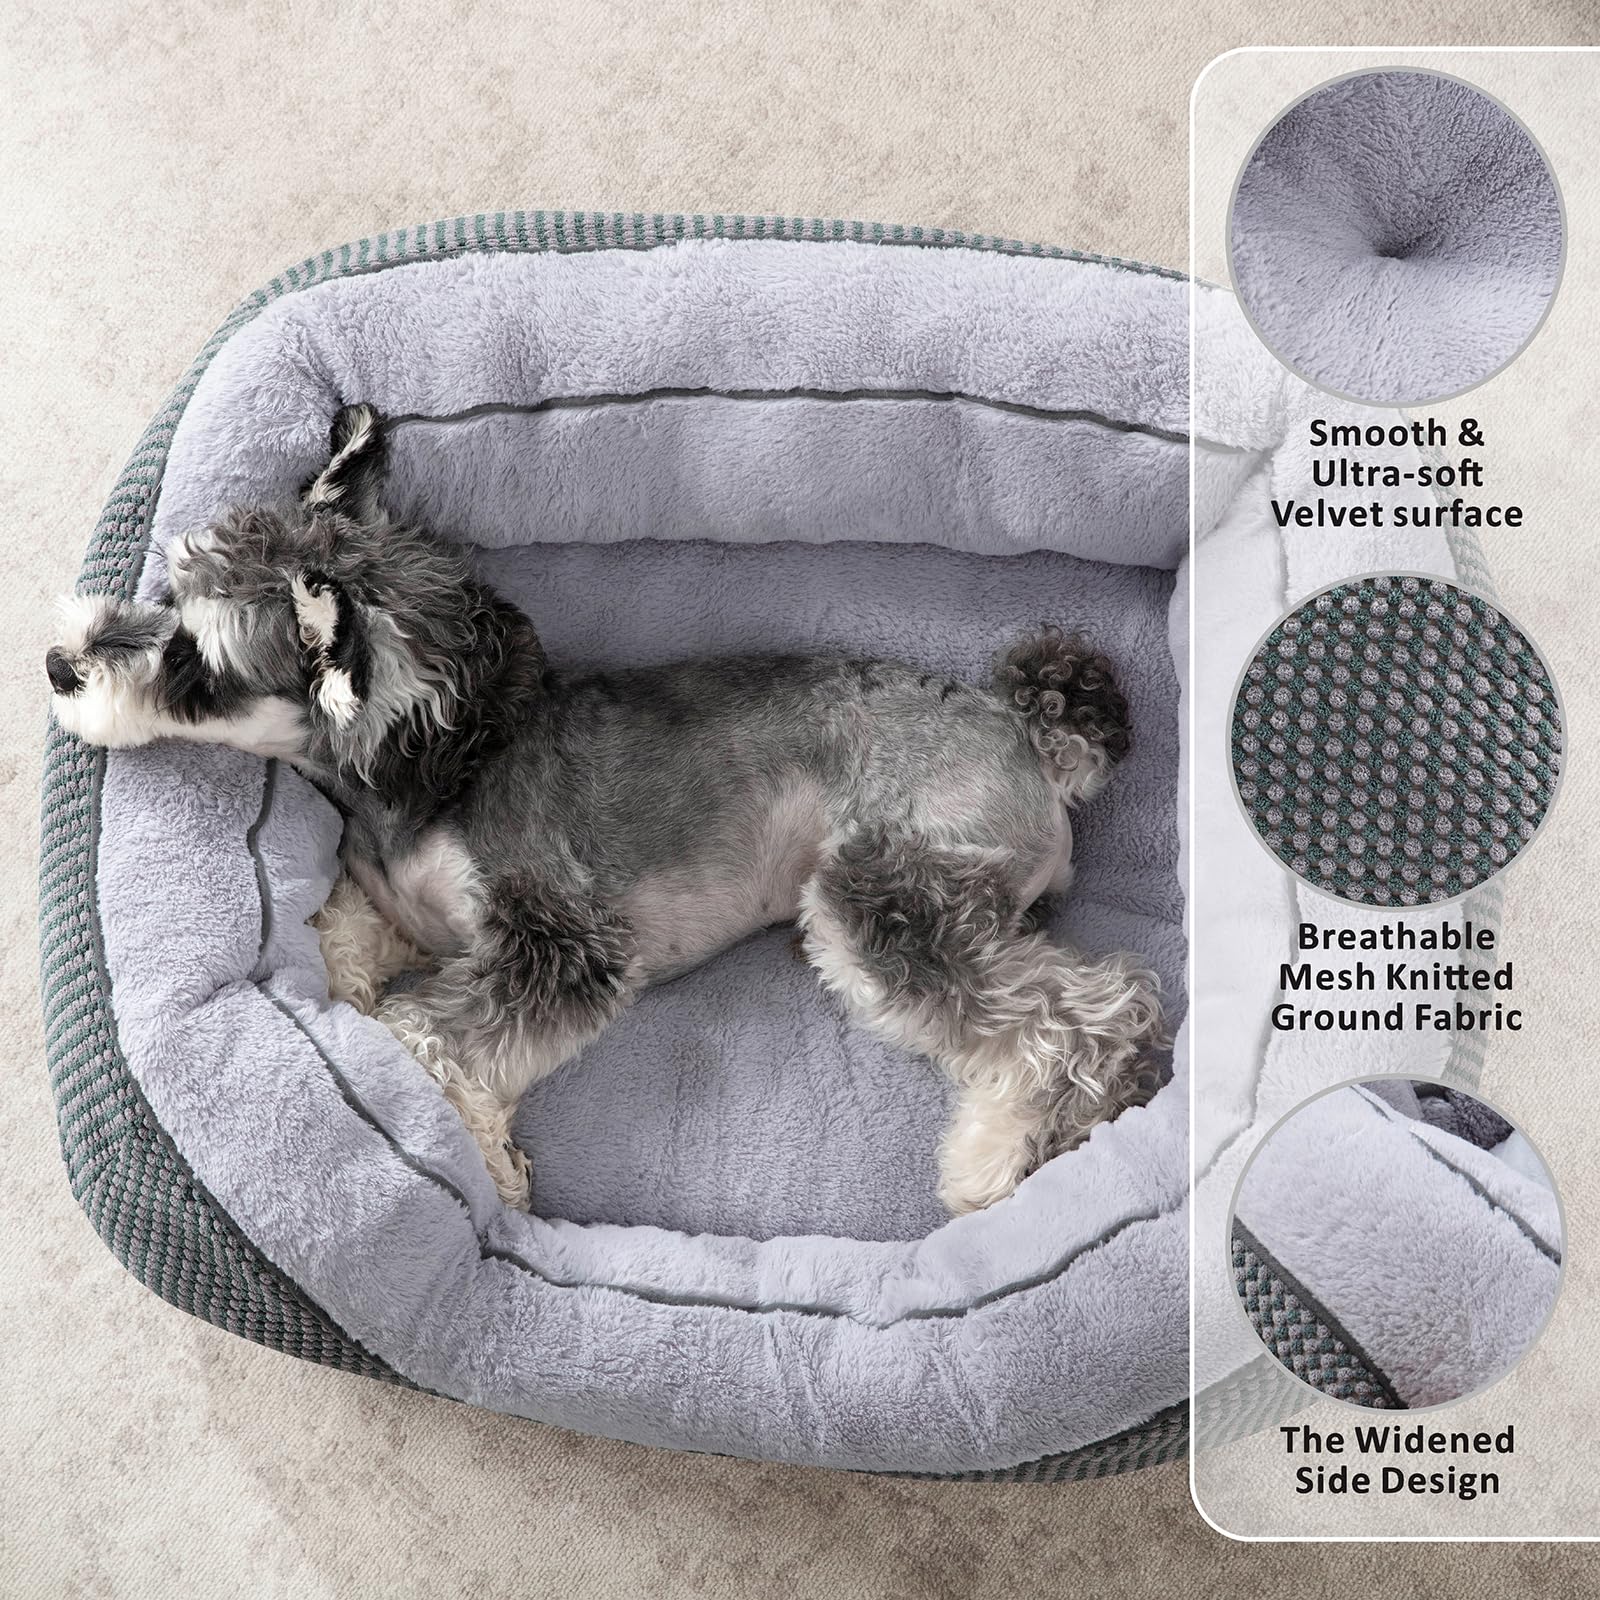 Smooth &
Ultra-soft
Velvet surface
Breathable
Mesh Knitted
Ground Fabric
The Widened
Side Design